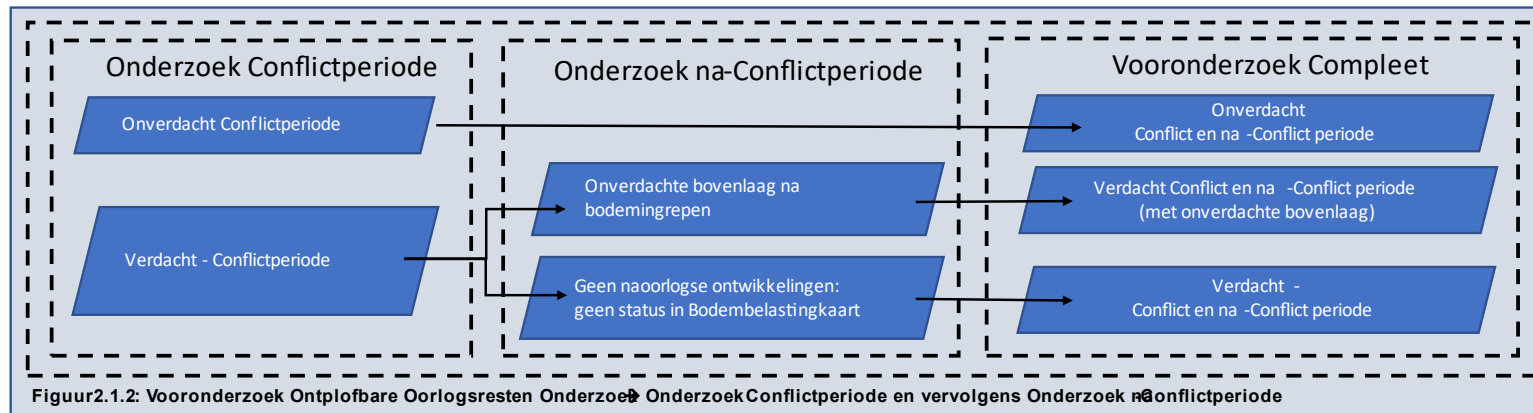 Onderzoek Conflictperiode
Onverdacht Conflictperiode
Verdacht - Conflictperiode
Onderzoek na-Conflictperiode
Onverdachte bovenlaag na
bodemingrepen
Geen naoorlogse ontwikkelingen:
geen status in Bodembelastingkaart
Vooronderzoek Compleet
Onverdacht
Conflict en na -Conflict periode
Verdacht Conflict en na -Conflict periode
(met onverdachte bovenlaag)
Verdacht -
Conflict en na -Conflict periode
Figuur2.1.2: Vooronderzoek Ontplofbare Oorlogsresten Onderzoek → Onderzoek Conflictperiode en vervolgens Onderzoek na-Conflictperiode